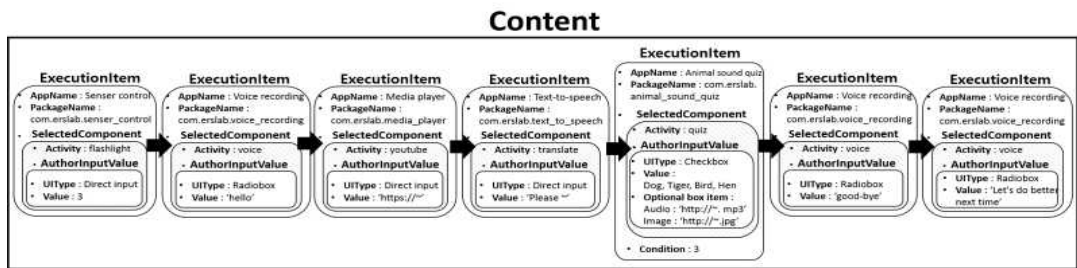 Content
ExecutionItem
• AppName : Senser control
• PackageName :
com.erslab.senser_control
• SelectedComponent
• Activity : flashlight
• AuthorInputValue
• UIType : Direct input
• Value : 3
ExecutionItem
• AppName : Voice recording
• PackageName :
com.erslab.voice_recording
• SelectedComponent
• Activity : voice
• AuthorInputValue
• UIType : Radiobox
• Value : 'hello'
ExecutionItem
• AppName : Media player
• PackageName :
com.erslab.media_player
• SelectedComponent
• Activity : youtube
• AuthorInputValue
• UIType : Direct input
• Value : 'https://~'
ExecutionItem
• AppName : Text-to-speech
• PackageName :
com.erslab.text_to_speech
• SelectedComponent
• Activity : translate
• AuthorInputValue
• UIType : Direct input
• Value : 'Please ~'
ExecutionItem
• AppName : Animal sound quiz
• PackageName : com.erslab.
animal_sound_quiz
• SelectedComponent
• Activity : quiz
• AuthorInputValue
• UIType : Checkbox
• Value :
Dog, Tiger, Bird, Hen
• Optional box item :
Audio : 'http://~. mp3'
Image : 'http://~.jpg'
• Condition : 3
ExecutionItem
• AppName : Voice recording
• PackageName :
com.erslab.voice_recording
• SelectedComponent
• Activity : voice
• AuthorInputValue
• UIType : Radiobox
• Value : 'good-bye'
ExecutionItem
• AppName : Voice recording
• PackageName :
com.erslab.voice_recording
• SelectedComponent
• Activity : voice
• AuthorInputValue
• UIType : Radiobox
• Value : 'Let's do better
next time'